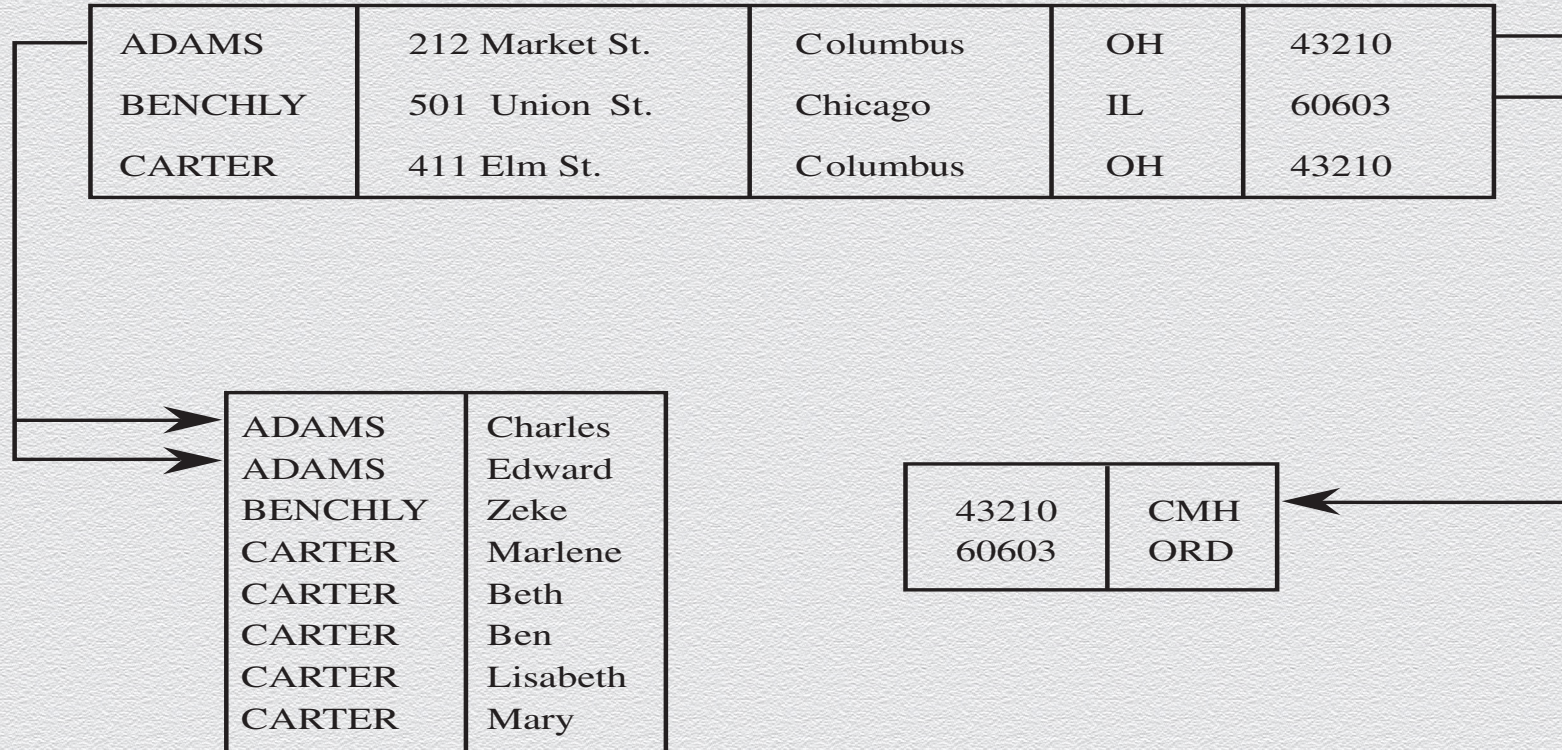 ADAMS 212 Market St. Columbus OH 43210
BENCHLY 501 Union St. Chicago IL 60603
CARTER 411 Elm St. Columbus OH 43210
ADAMS Charles
ADAMS Edward
BENCHLY Zeke
CARTER Marlene
CARTER Beth
CARTER Ben
CARTER Lisabeth
CARTER Mary
43210 CMH
60603 ORD